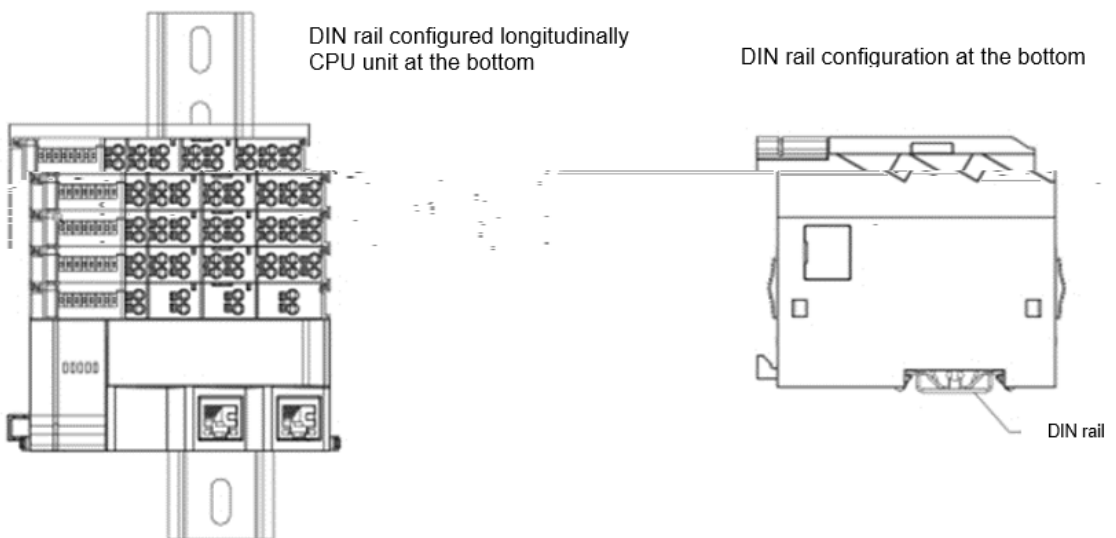 DIN rail configured longitudinally
CPU unit at the bottom
DIN rail configuration at the bottom
DIN rail